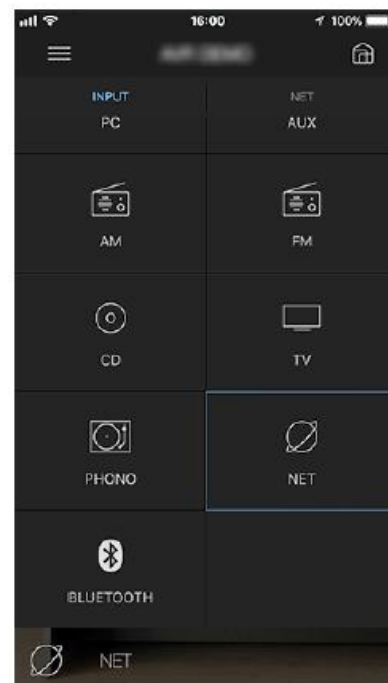 16:00 100%
INPUT NET
PC AUX
AM FM
CD TV
PHONO NET
BLUETOOTH
NET